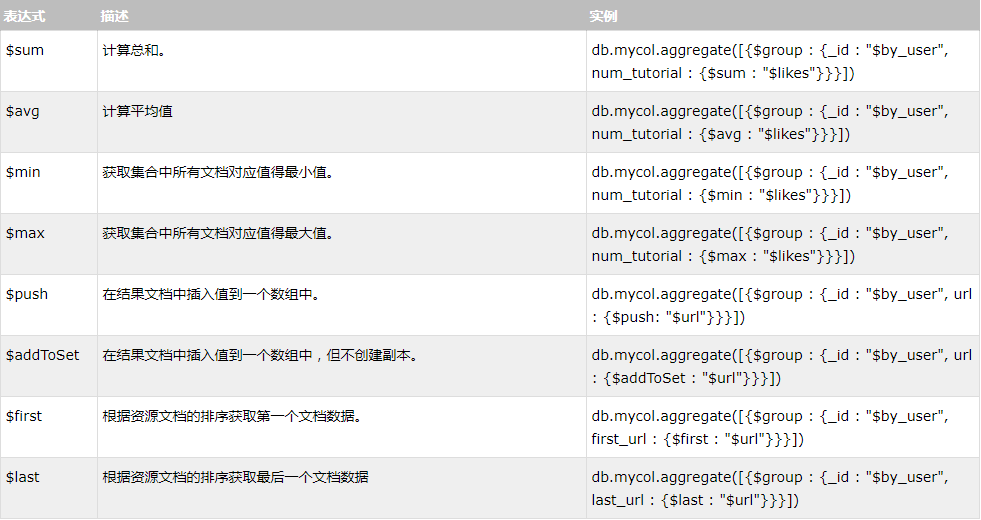 表达式 描述 实例
$sum 计算总和。 db.mycol.aggregate([{$group : {_id : "$by_user",
num_tutorial : {$sum : "$likes"}}}])
$avg 计算平均值 db.mycol.aggregate([{$group : {_id : "$by_user",
num_tutorial : {$avg : "$likes"}}}])
$min 获取集合中所有文档对应值得最小值。 db.mycol.aggregate([{$group : {_id : "$by_user",
num_tutorial : {$min : "$likes"}}}])
$max 获取集合中所有文档对应值得最大值。 db.mycol.aggregate([{$group : {_id : "$by_user",
num_tutorial : {$max : "$likes"}}}])
$push 在结果文档中插入值到一个数组中。 db.mycol.aggregate([{$group : {_id : "$by_user", url
: {$push: "$url"}}}])
$addToSet 在结果文档中插入值到一个数组中，但不创建副本。 db.mycol.aggregate([{$group : {_id : "$by_user", url
: {$addToSet : "$url"}}}])
$first 根据资源文档的排序获取第一个文档数据。 db.mycol.aggregate([{$group : {_id : "$by_user",
first_url : {$first : "$url"}}}])
$last 根据资源文档的排序获取最后一个文档数据 db.mycol.aggregate([{$group : {_id : "$by_user",
last_url : {$last : "$url"}}}])